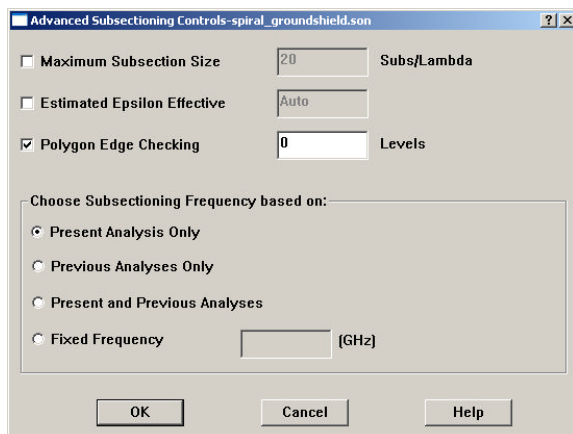 Advanced Subsectioning Controls-spiral_groundshield.son
Maximum Subsection Size 20 Subs/Lambda
Estimated Epsilon Effective Auto
Polygon Edge Checking 0 Levels
Choose Subsectioning Frequency based on:
Present Analysis Only
Previous Analyses Only
Present and Previous Analyses
Fixed Frequency (GHz)
OK Cancel Help